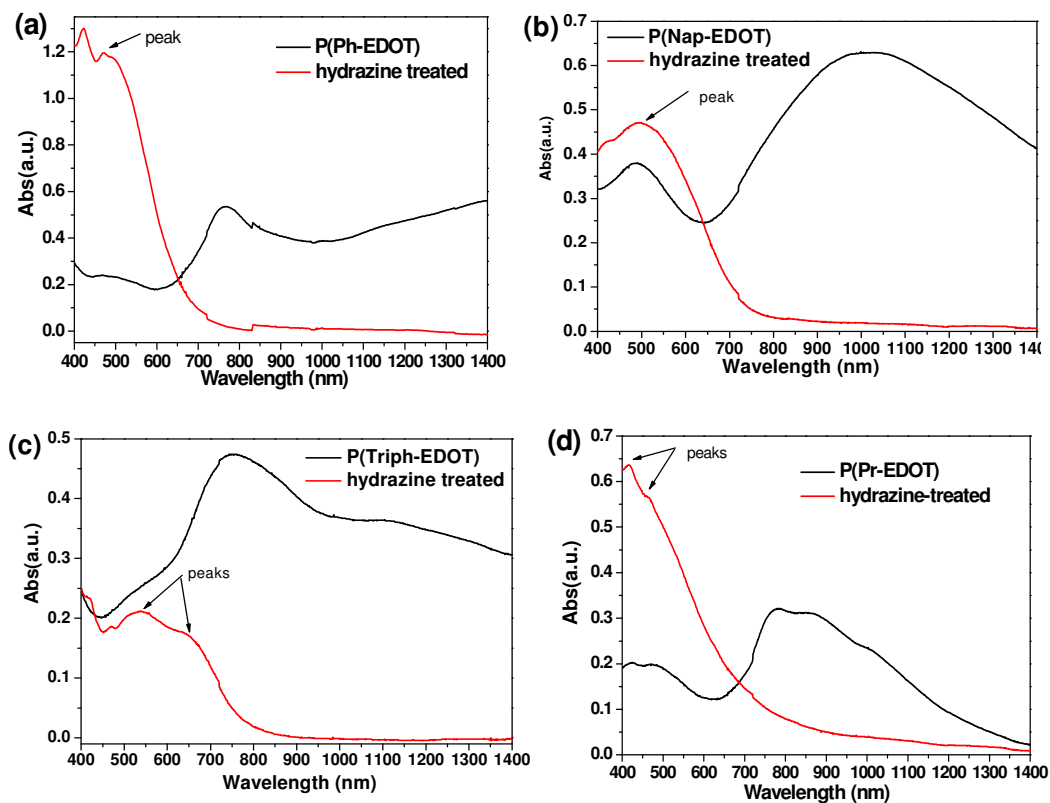 (a)
peak
P(Ph-EDOT)
hydrazine treated
Abs(a.u.)
1.2
0.9
0.6
0.4
0.2
0.0
400 500 600 700 800 900 1000 1100 1200 1300 1400
Wavelength (nm)
(b)
P(Nap-EDOT)
hydrazine treated
peak
Abs(a.u.)
0.7
0.6
0.5
0.4
0.3
0.2
0.1
0.0
400 500 600 700 800 900 1000 1100 1200 1300 1400
Wavelength (nm)
(c)
P(Triph-EDOT)
hydrazine treated
peaks
Abs(a.u.)
0.5
0.4
0.3
0.2
0.1
0.0
400 500 600 700 800 900 1000 1100 1200 1300 1400
Wavelength (nm)
(d)
peaks
P(Pr-EDOT)
hydrazine-treated
Abs(a.u.)
0.7
0.6
0.5
0.4
0.3
0.2
0.1
0.0
400 500 600 700 800 900 1000 1100 1200 1300 1400
Wavelength (nm)